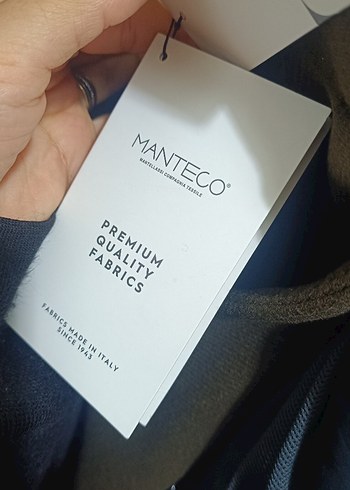 MANTECO®
MANTELLASSI COMPAGNIA TESSILE
PREMIUM
QUALITY
FABRICS
FABRICS MADE IN ITALY
SINCE 1943